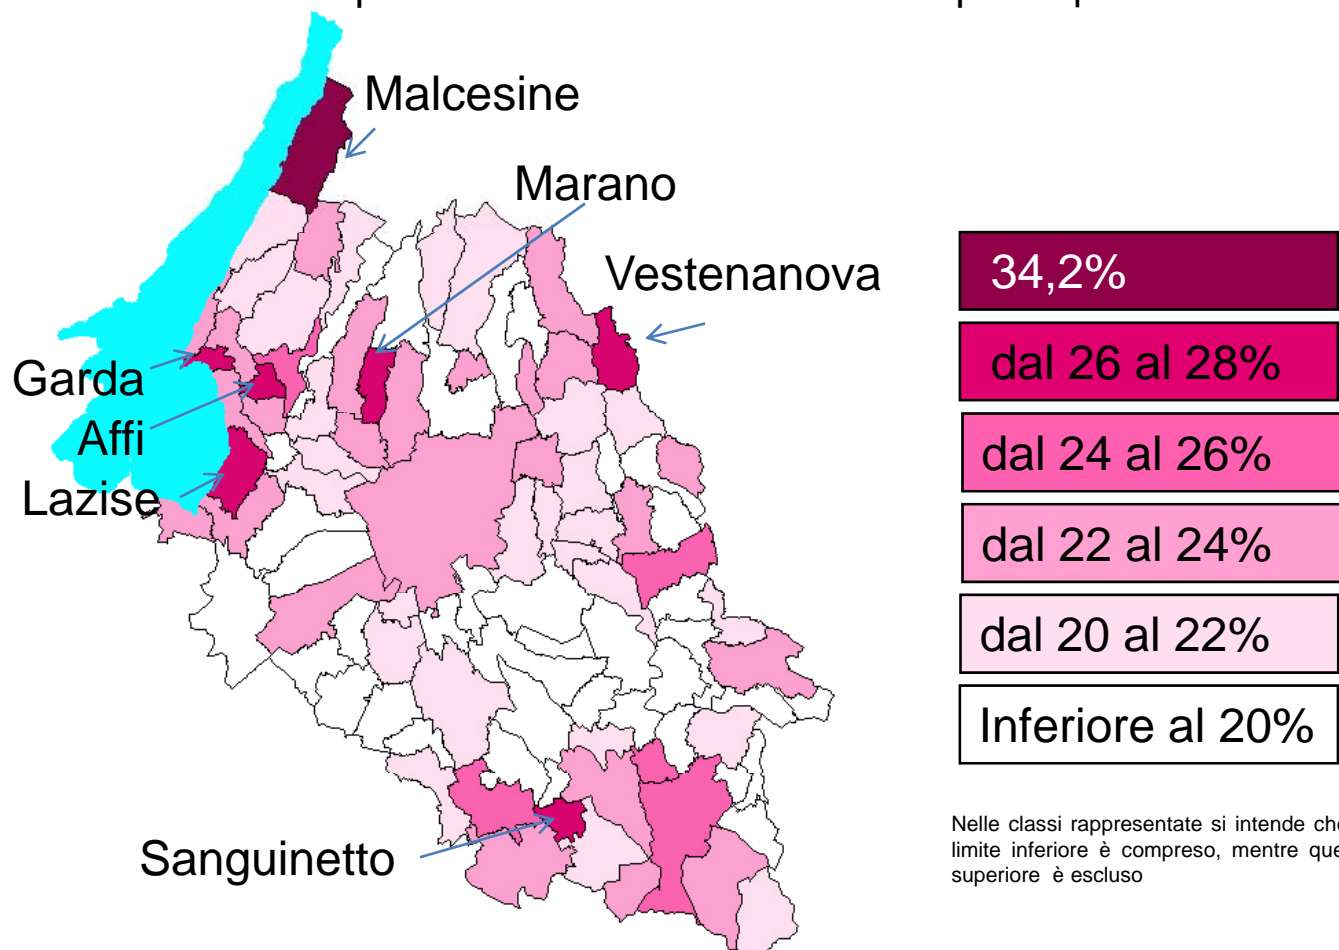 Malcesine
Marano
Vestenanova
Garda
Affi
Lazise
Sanguinetto
34,2%
dal 26 al 28%
dal 24 al 26%
dal 22 al 24%
dal 20 al 22%
Inferiore al 20%
Nelle classi rappresentate si intende che
limite inferiore è compreso, mentre que
superiore è escluso